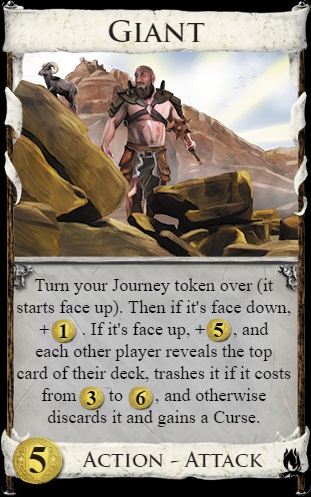 GIANT
Turn your Journey token over (it
starts face up). Then if it's face down,
+ 1 . If it's face up, + 5 , and
each other player reveals the top
card of their deck, trashes it if it costs
from 3 to 6 , and otherwise
discards it and gains a Curse.
5 ACTION - ATTACK